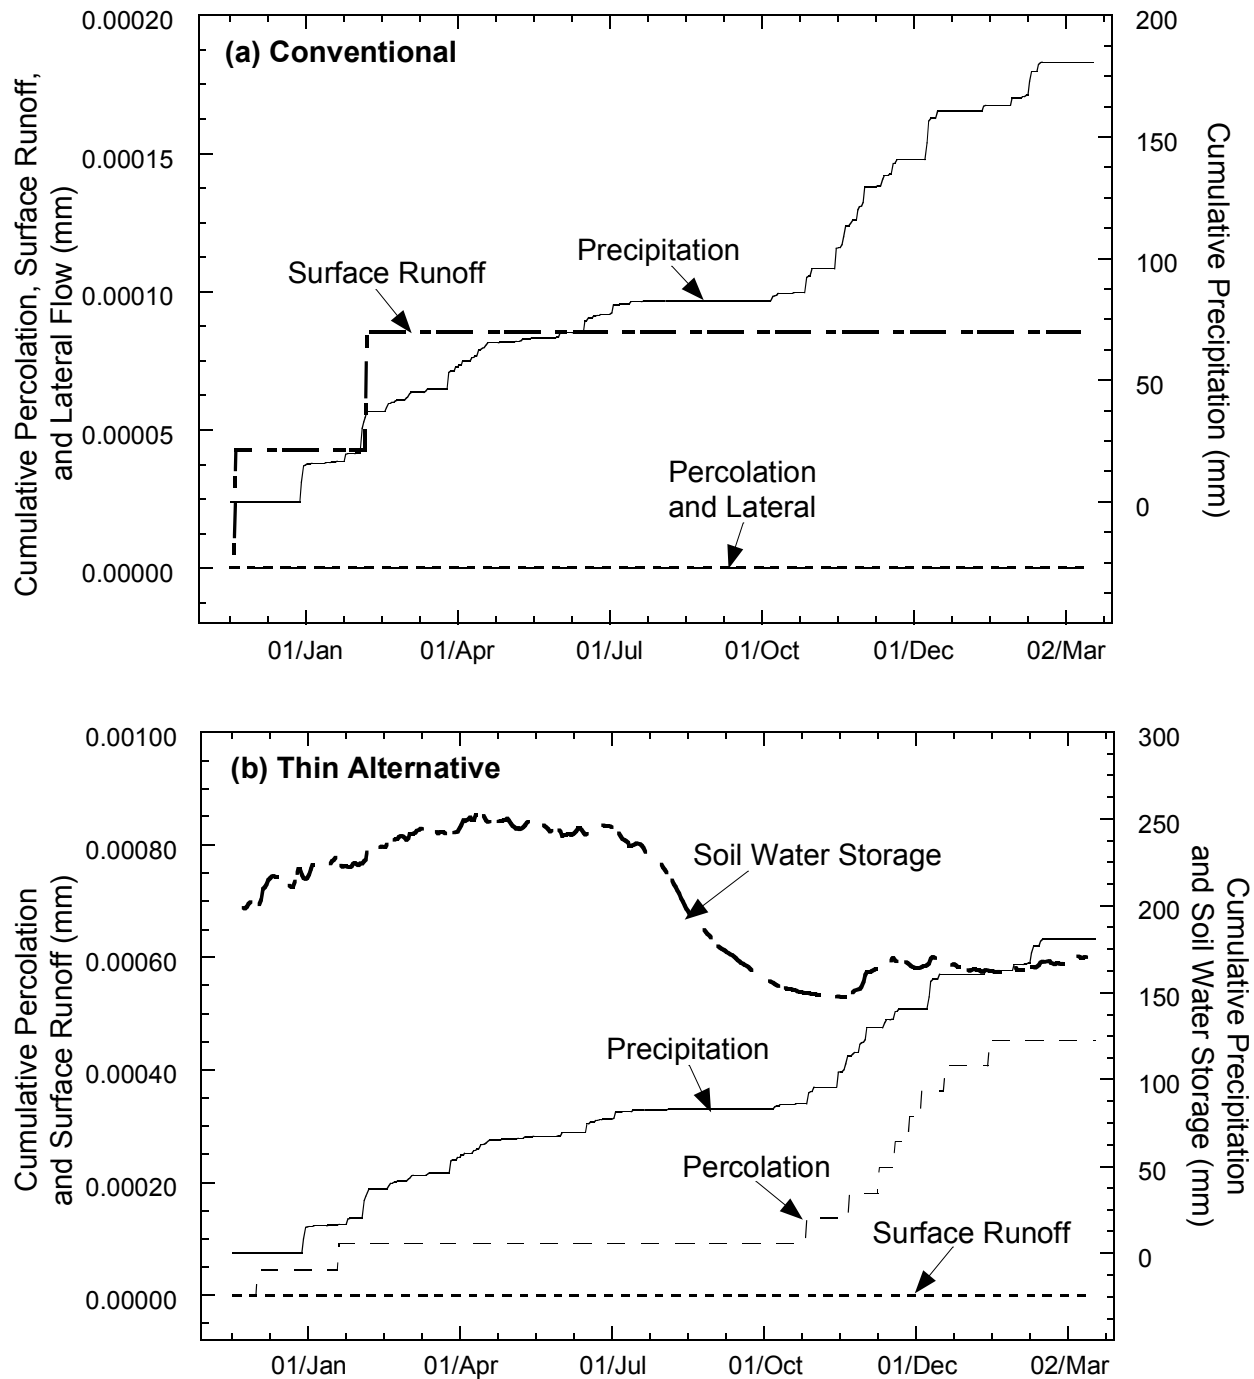 (a) Conventional
Cumulative Percolation, Surface Runoff,
and Lateral Flow (mm)
0.00020
0.00015
0.00010
0.00005
0.00000
200
150
100
50
0
Cumulative Precipitation (mm)
Precipitation
Surface Runoff
Percolation
and Lateral
01/Jan
01/Apr
01/Jul
01/Oct
01/Dec
02/Mar
(b) Thin Alternative
Cumulative Percolation
and Surface Runoff (mm)
0.00100
0.00080
0.00060
0.00040
0.00020
0.00000
300
250
200
150
100
50
0
Cumulative Precipitation
and Soil Water Storage (mm)
Soil Water Storage
Precipitation
Percolation
Surface Runoff
01/Jan
01/Apr
01/Jul
01/Oct
01/Dec
02/Mar